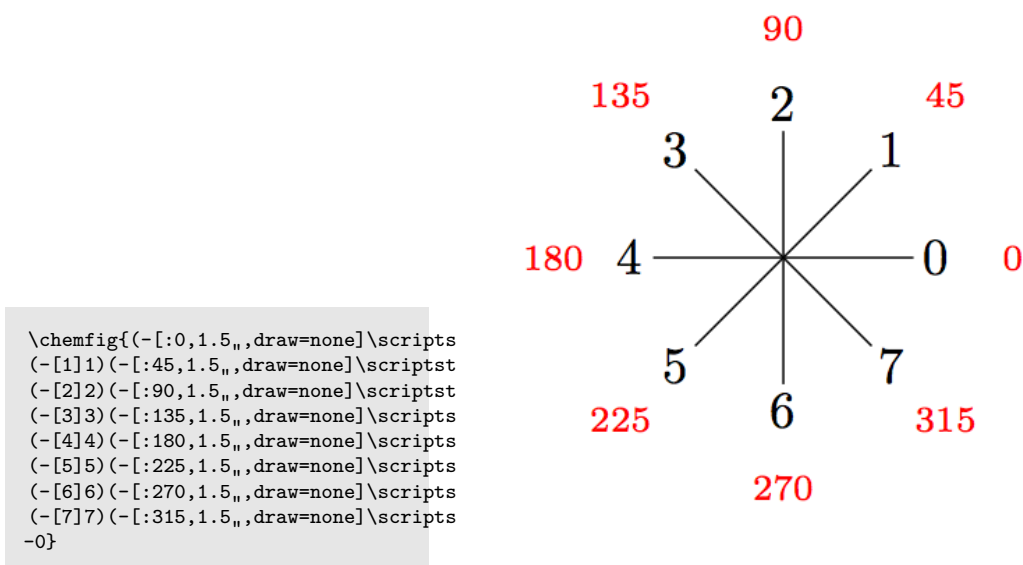 \chemfig{(-[:0,1.5,,,draw=none]\scripts
(-[1]1)(-[:45,1.5,,,draw=none]\scriptst
(-[2]2)(-[:90,1.5,,,draw=none]\scriptst
(-[3]3)(-[:135,1.5,,,draw=none]\scripts
(-[4]4)(-[:180,1.5,,,draw=none]\scripts
(-[5]5)(-[:225,1.5,,,draw=none]\scripts
(-[6]6)(-[:270,1.5,,,draw=none]\scripts
(-[7]7)(-[:315,1.5,,,draw=none]\scripts
-0}
90
135 2 45
3 1
180 4 0 0
5 7
225 6 315
270